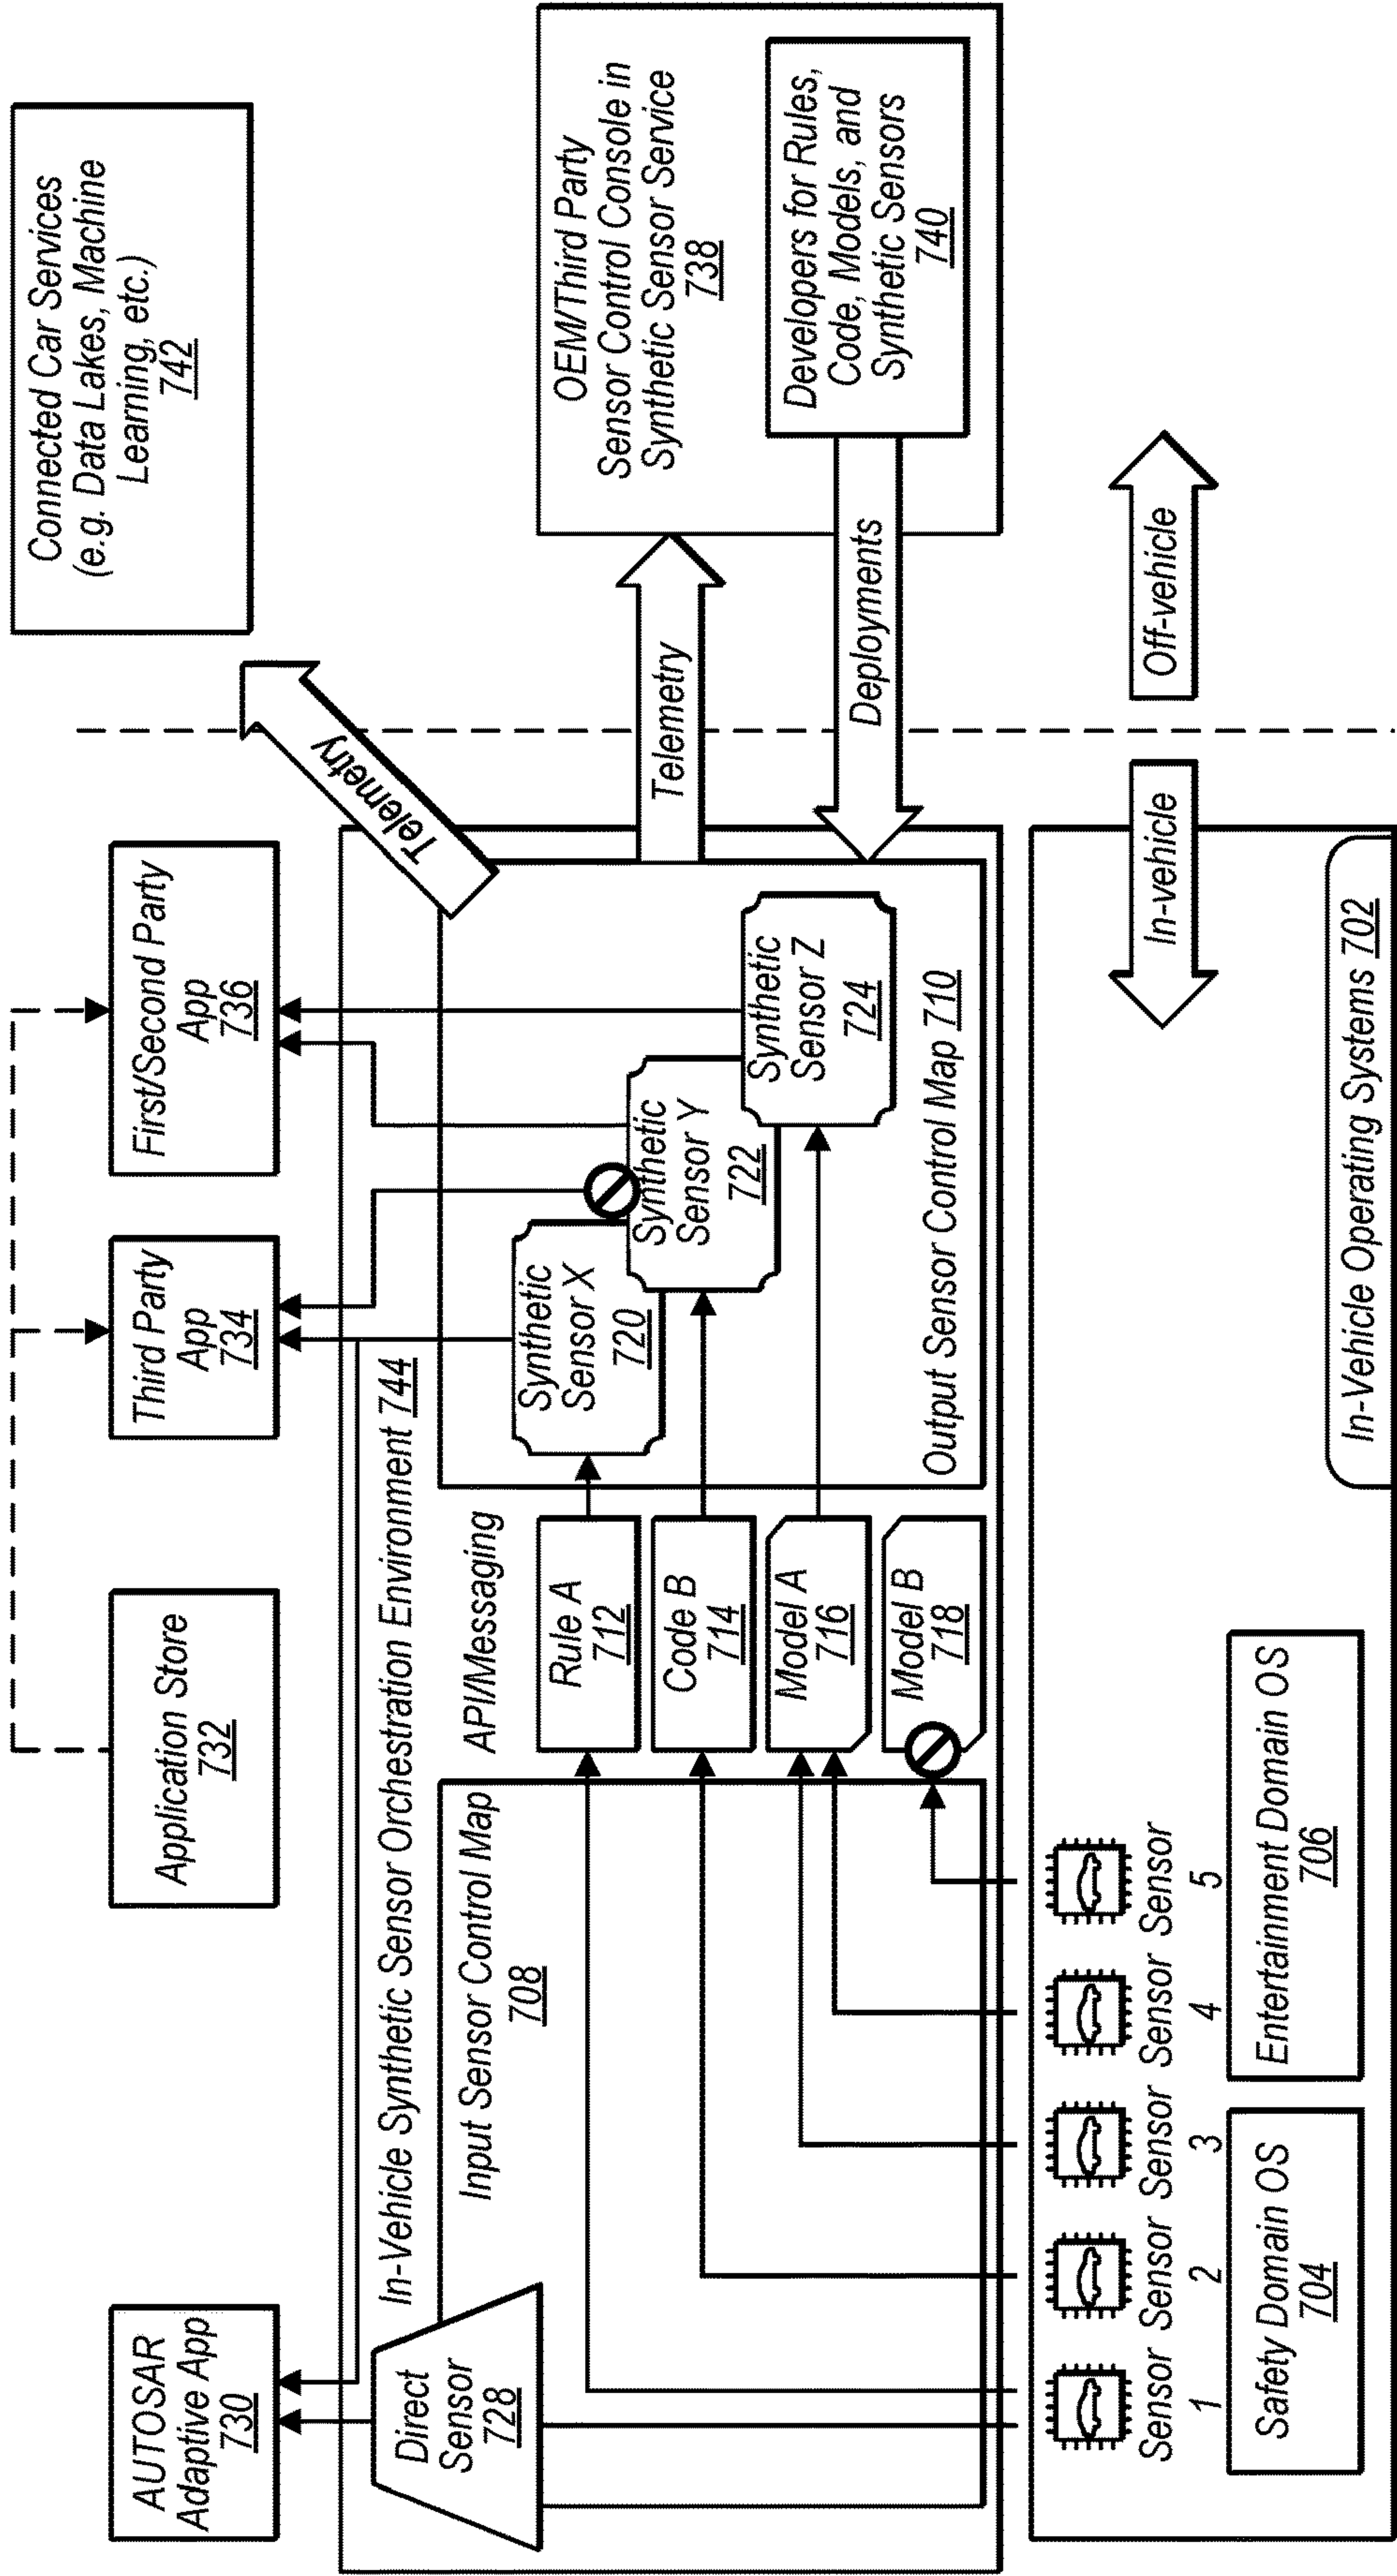 AUTOSAR
Adaptive App
730
Application Store
732
Third Party
App
734
First/Second Party
App
736
Connected Car Services
(e.g. Data Lakes, Machine
Learning, etc.)
742
In-Vehicle Synthetic Sensor Orchestration Environment 744
Telemetry
Direct
Sensor
728
Input Sensor Control Map
708
API/Messaging
Rule A
712
Code B
714
Model A
716
Model B
718
Synthetic
Sensor X
720
Synthetic
Sensor Y
722
Synthetic
Sensor Z
724
Output Sensor Control Map 710
Telemetry
Deployments
OEM/Third Party
Sensor Control Console in
Synthetic Sensor Service
738
Developers for Rules,
Code, Models, and
Synthetic Sensors
740
Sensor
1
Sensor
2
Sensor
3
Sensor
4
Sensor
5
In-vehicle
Off-vehicle
Safety Domain OS
704
Entertainment Domain OS
706
In-Vehicle Operating Systems 702